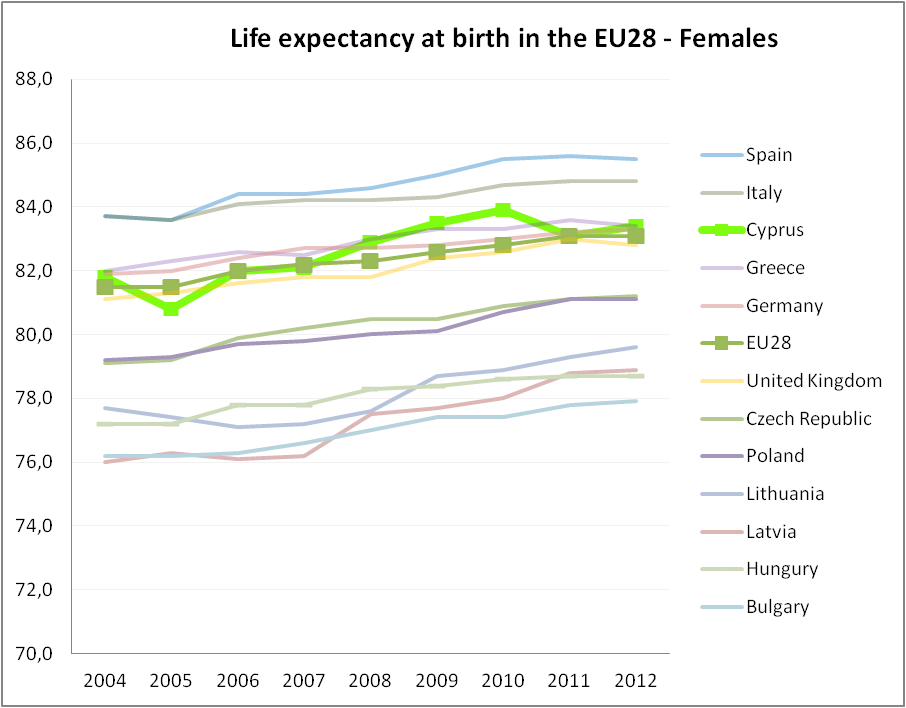 Life expectancy at birth in the EU28 - Females
88,0
86,0
84,0
82,0
80,0
78,0
76,0
74,0
72,0
70,0
2004 2005 2006 2007 2008 2009 2010 2011 2012
Spain
Italy
Cyprus
Greece
Germany
EU28
United Kingdom
Czech Republic
Poland
Lithuania
Latvia
Hungury
Bulgary